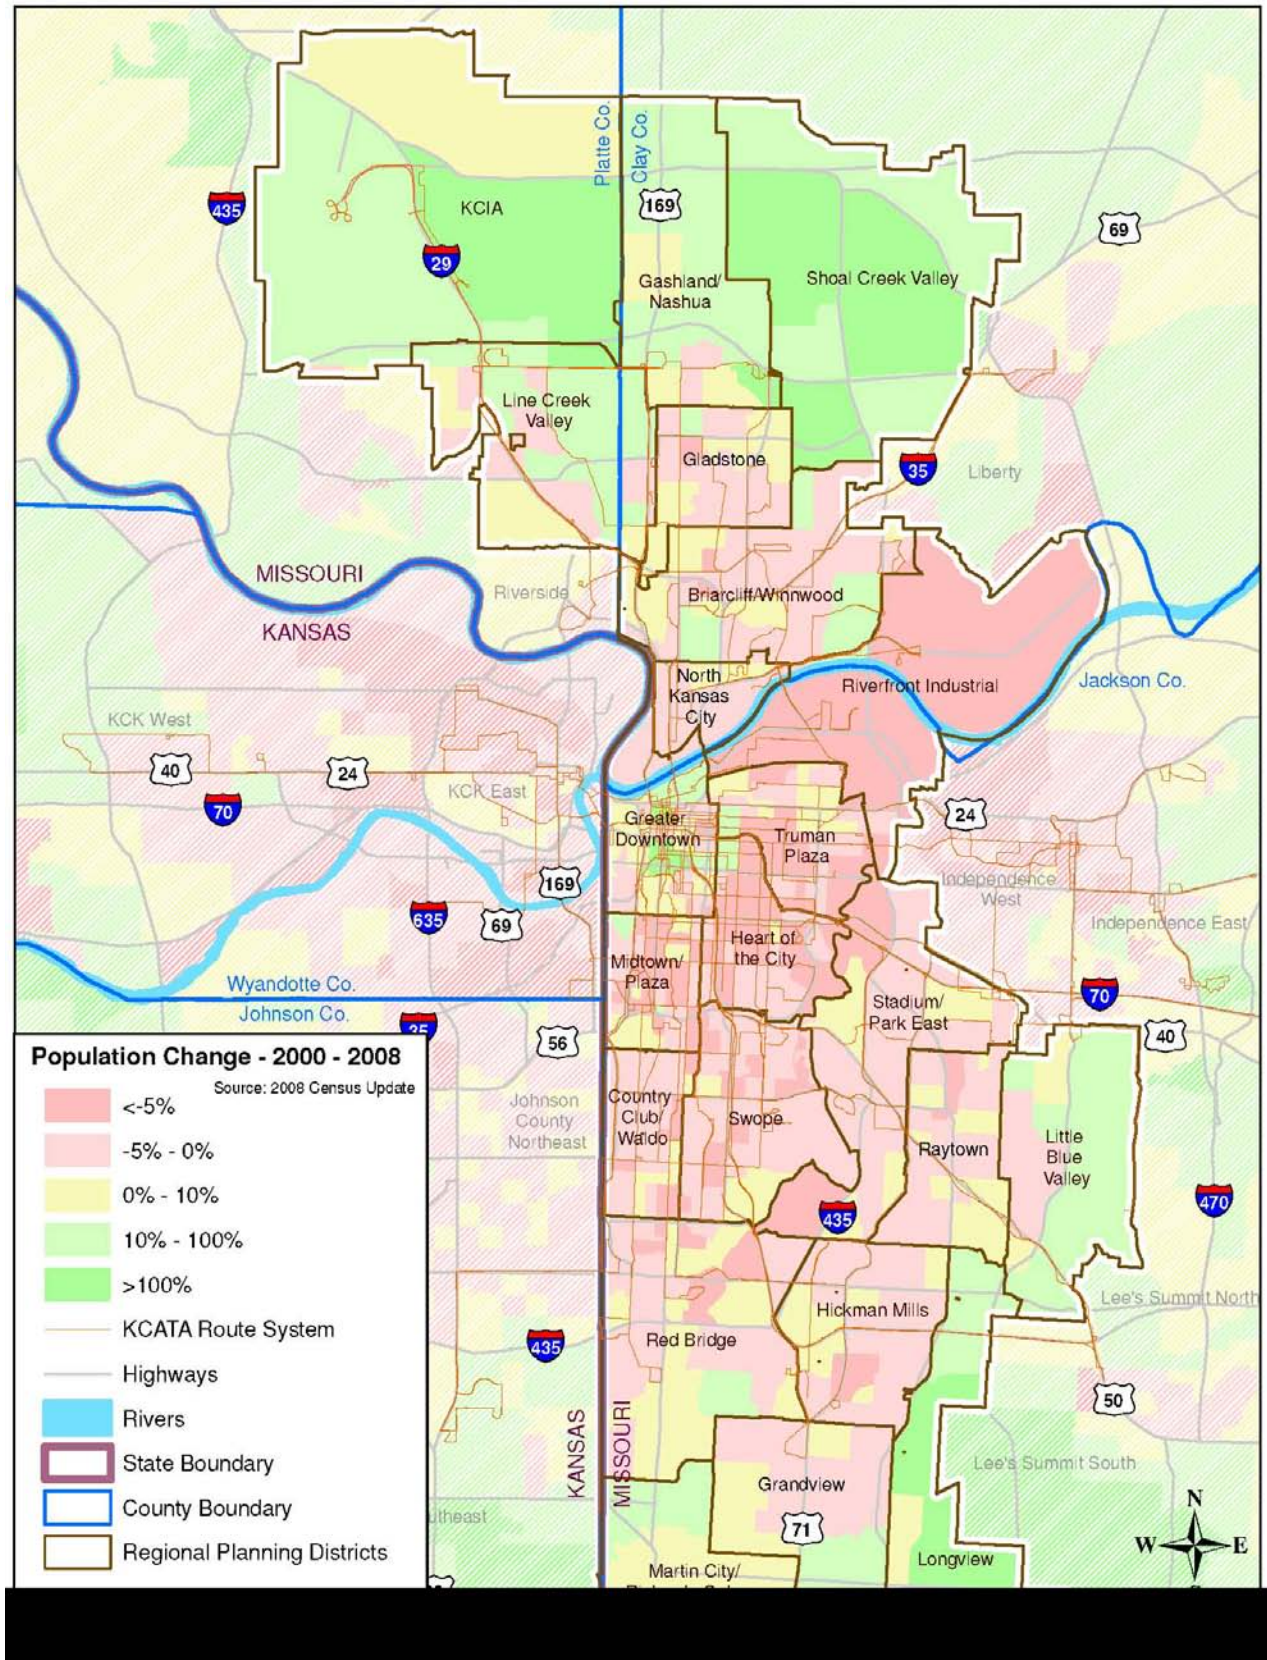 Platte Co.
Clay Co.
435
KCIA
169
69
29
Gashland/
Nashua
Shoal Creek Valley
Line Creek
Valley
Gladstone
35
Liberty
MISSOURI
KANSAS
Riverside
Briarcliff/Winnwood
North
Kansas
City
Riverfront Industrial
Jackson Co.
KCK West
40
24
70
KCK East
Greater
Downtown
Truman
Plaza
24
169
635
69
Independence
West
Independence East
Heart of
the City
Midtown/
Plaza
Wyandotte Co.
Johnson Co.
70
Stadium/
Park East
35
56
40
Population Change - 2000 - 2008
Source: 2008 Census Update
<-5%
-5% - 0%
0% - 10%
10% - 100%
>100%
KCATA Route System
Highways
Rivers
State Boundary
County Boundary
Regional Planning Districts
Johnson
County
Northeast
Country
Club/
Waldo
Swope
Raytown
Little
Blue
Valley
435
470
Lee's Summit North
Hickman Mills
435
Red Bridge
50
KANSAS
MISSOURI
Lee's Summit South
Grandview
71
utheast
N
W
E
Longview
Martin City/